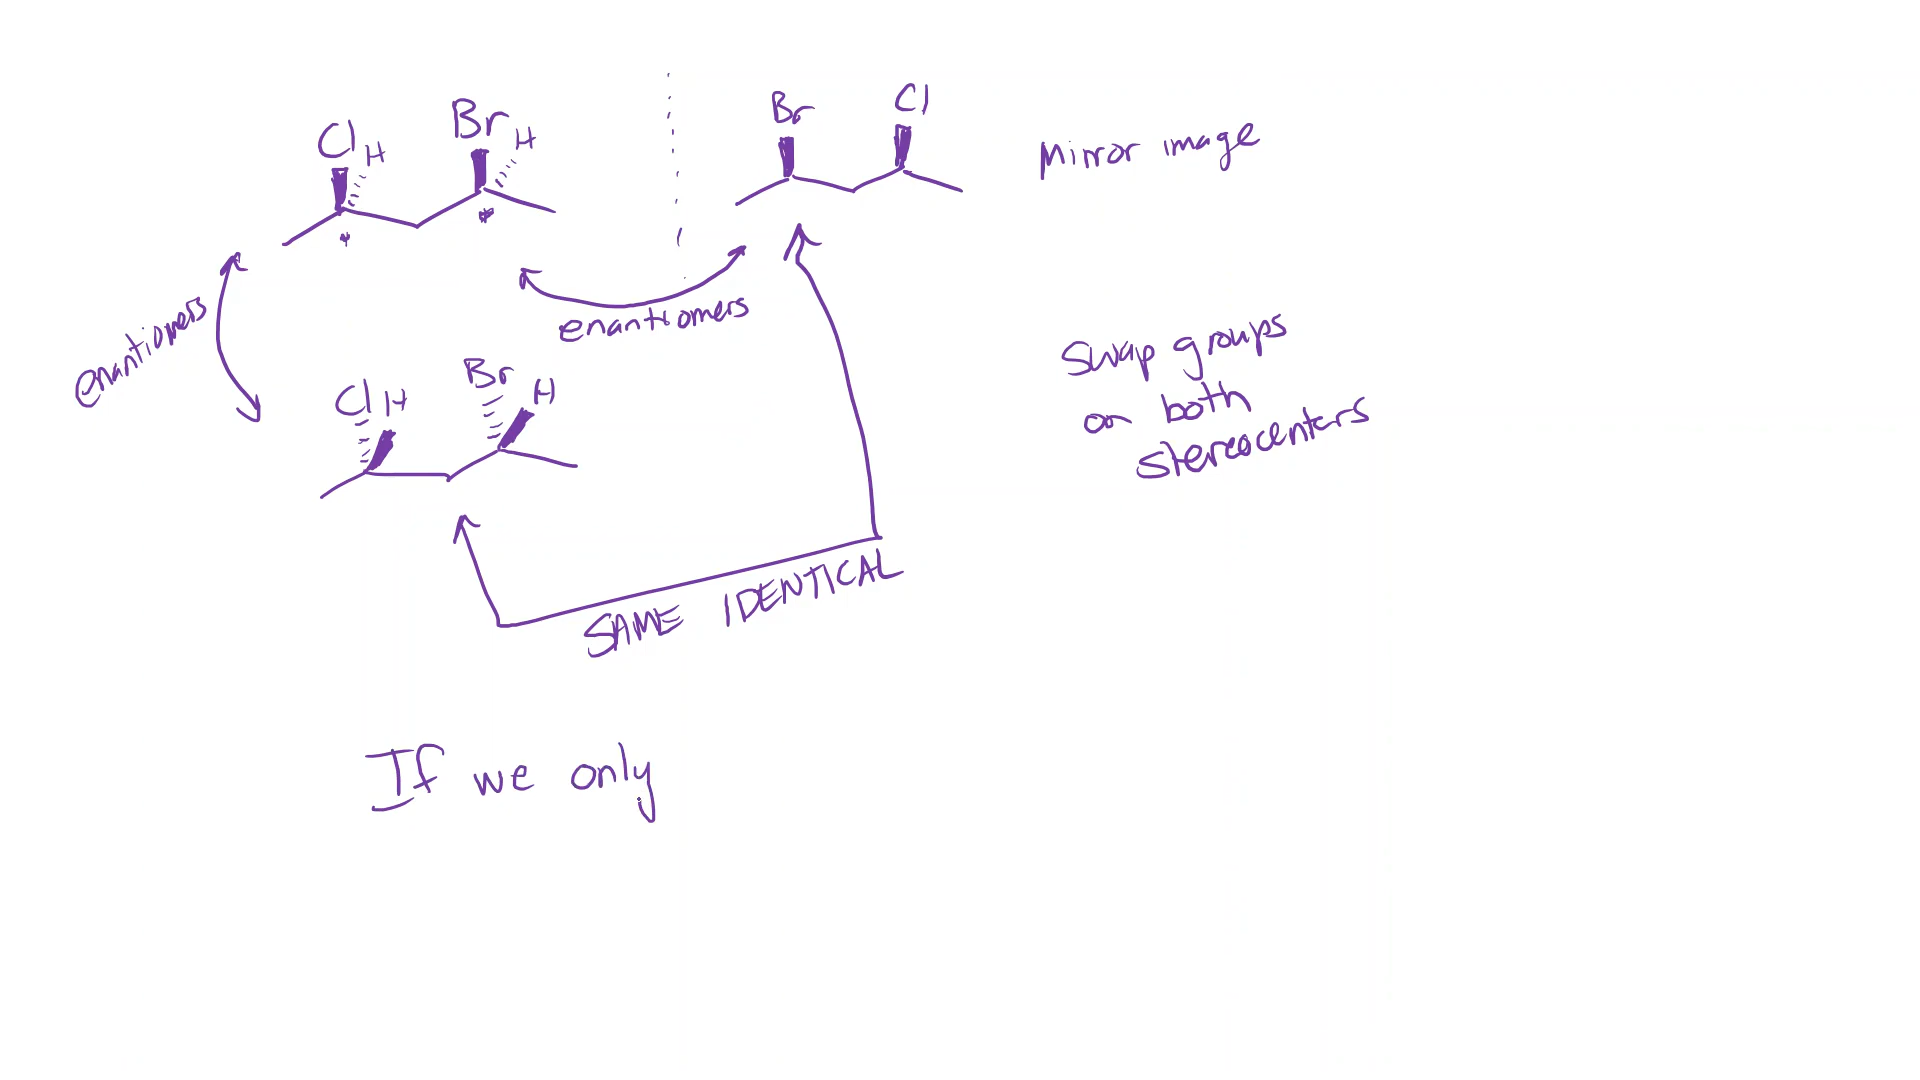 Cl H Br H
Br Cl
Mirror image
enantiomers
enantiomers
Cl H Br H
Swap groups
on both
stereocenters
SAME IDENTICAL
If we only